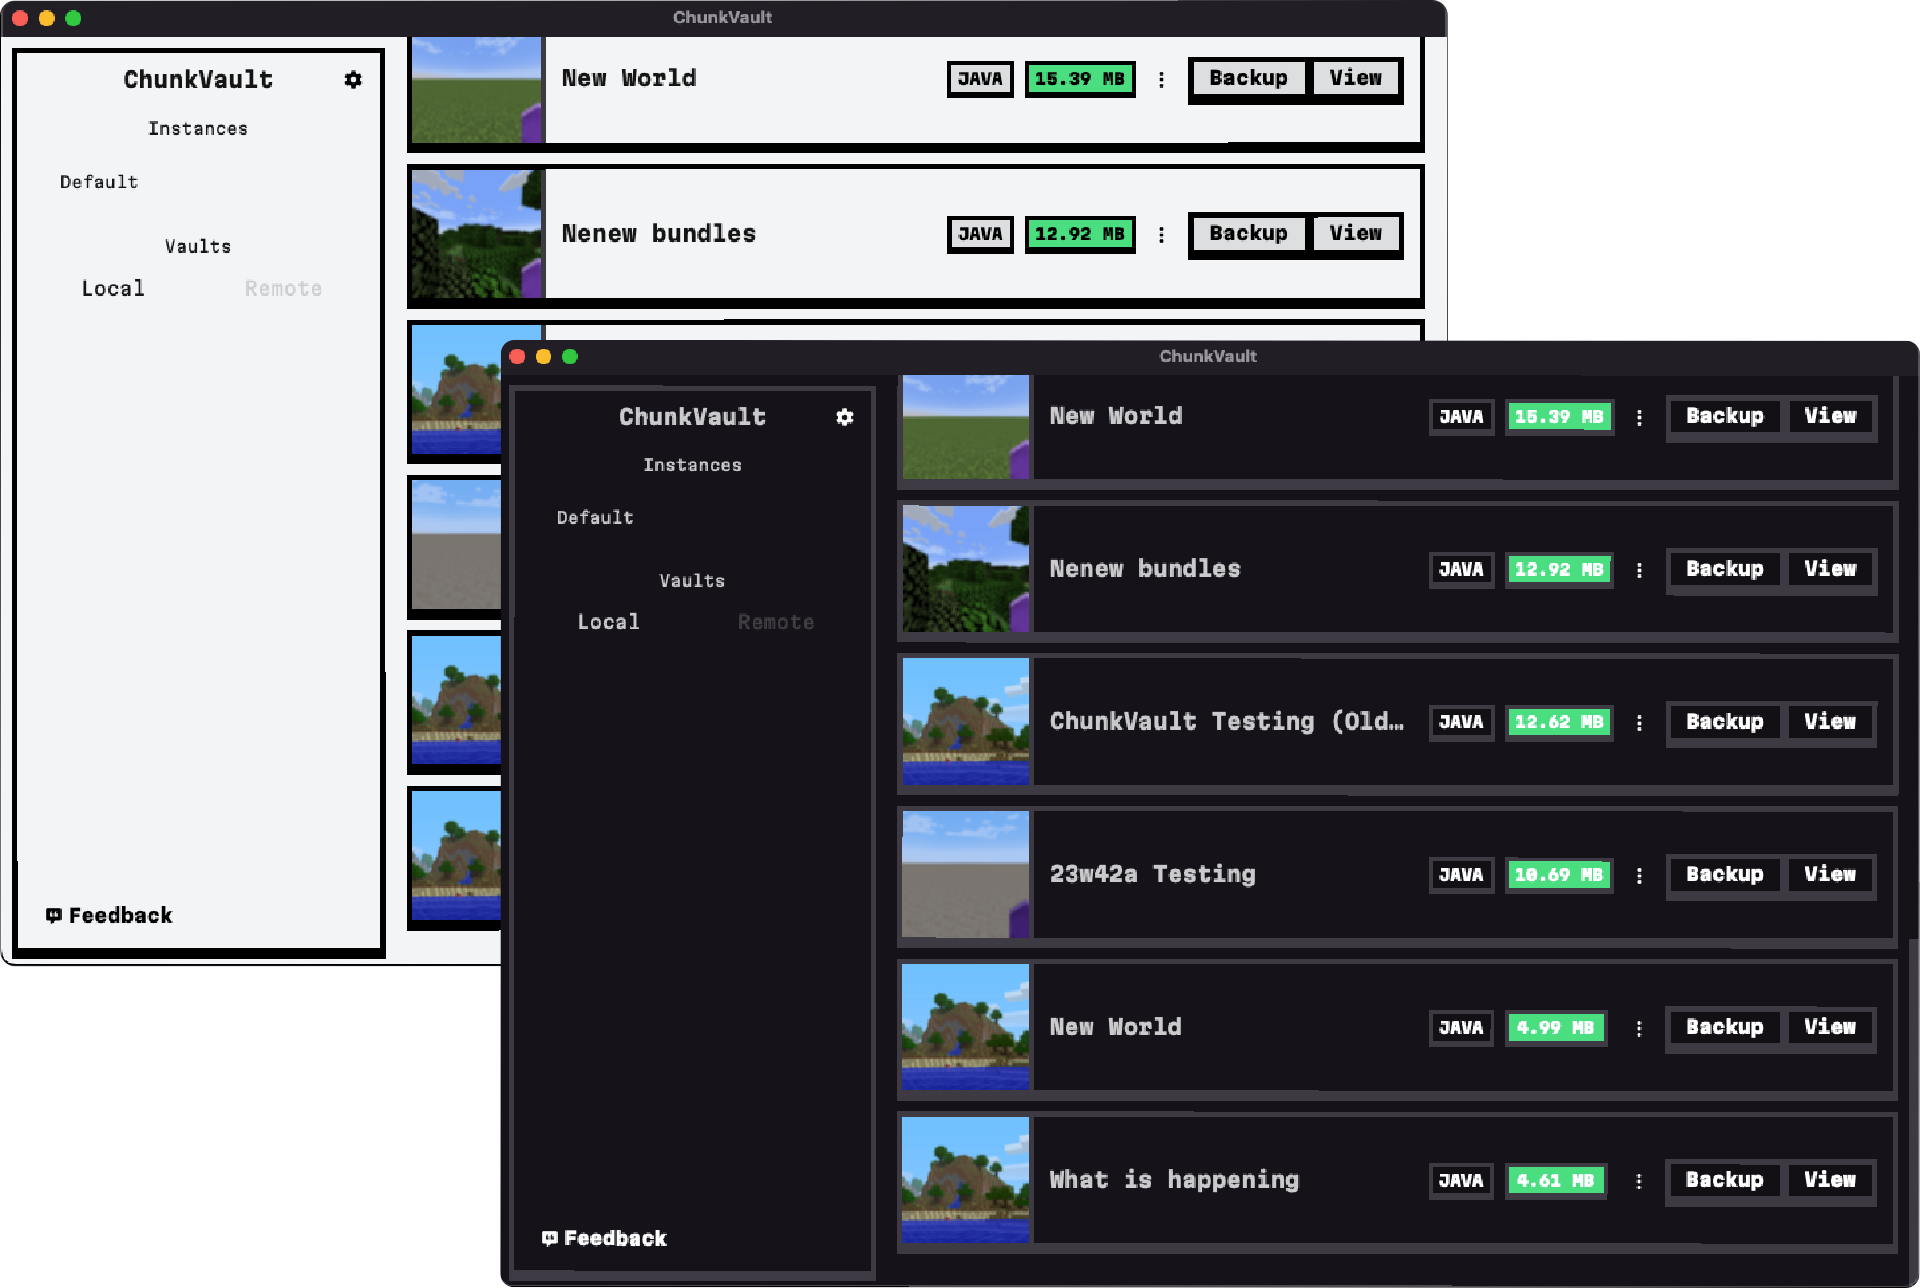 ChunkVault
ChunkVault
Instances
Default
Vaults
Local Remote
Feedback
New World JAVA 15.39 MB Backup View
Nenew bundles JAVA 12.92 MB Backup View
ChunkVault
ChunkVault
Instances
Default
Vaults
Local Remote
Feedback
New World JAVA 15.39 MB Backup View
Nenew bundles JAVA 12.92 MB Backup View
ChunkVault Testing (Old… JAVA 12.62 MB Backup View
23w42a Testing JAVA 10.69 MB Backup View
New World JAVA 4.99 MB Backup View
What is happening JAVA 4.61 MB Backup View